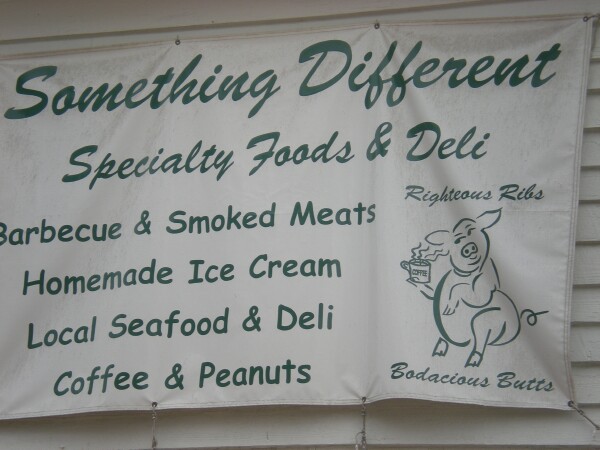 Something Different
Specialty Foods & Deli
Barbecue & Smoked Meats
Homemade Ice Cream
Local Seafood & Deli
Coffee & Peanuts
Righteous Ribs
COFFEE
Bodacious Butts